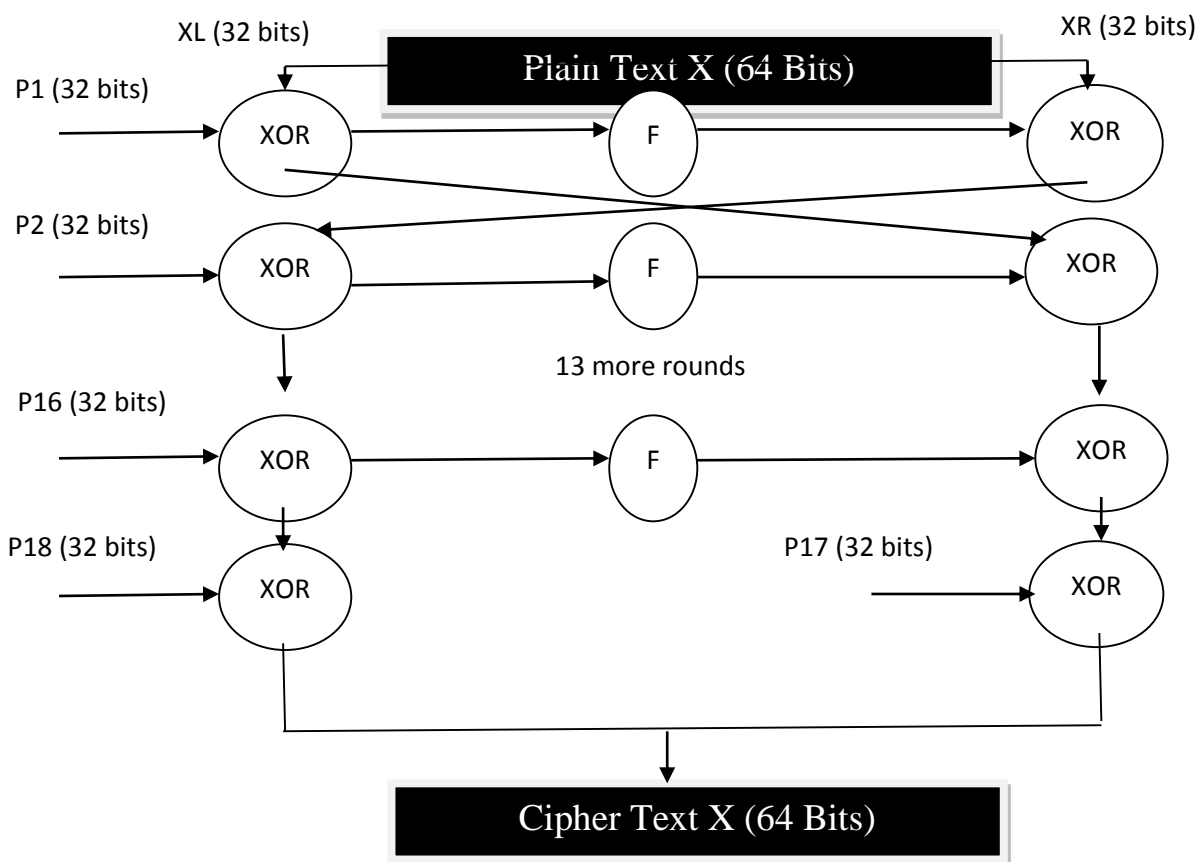 XL (32 bits)
XR (32 bits)
Plain Text X (64 Bits)
P1 (32 bits)
XOR
F
XOR
P2 (32 bits)
XOR
F
XOR
13 more rounds
P16 (32 bits)
XOR
F
XOR
P18 (32 bits)
P17 (32 bits)
XOR
XOR
Cipher Text X (64 Bits)